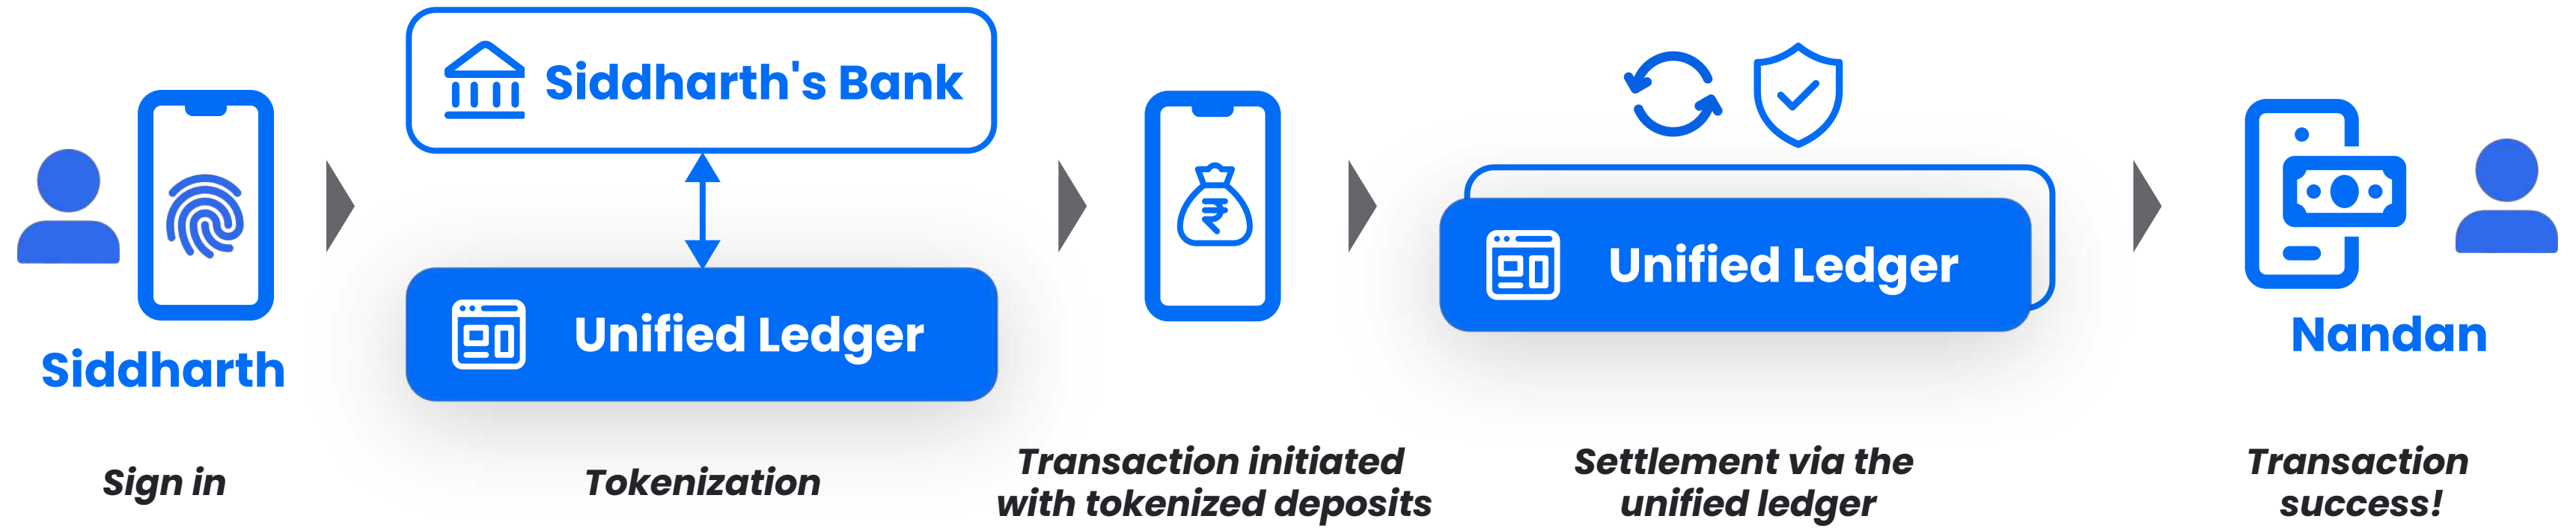 Siddharth
Sign in
Siddharth's Bank
Unified Ledger
Tokenization
₹
Transaction initiated
with tokenized deposits
Unified Ledger
Settlement via the
unified ledger
Nandan
Transaction
success!